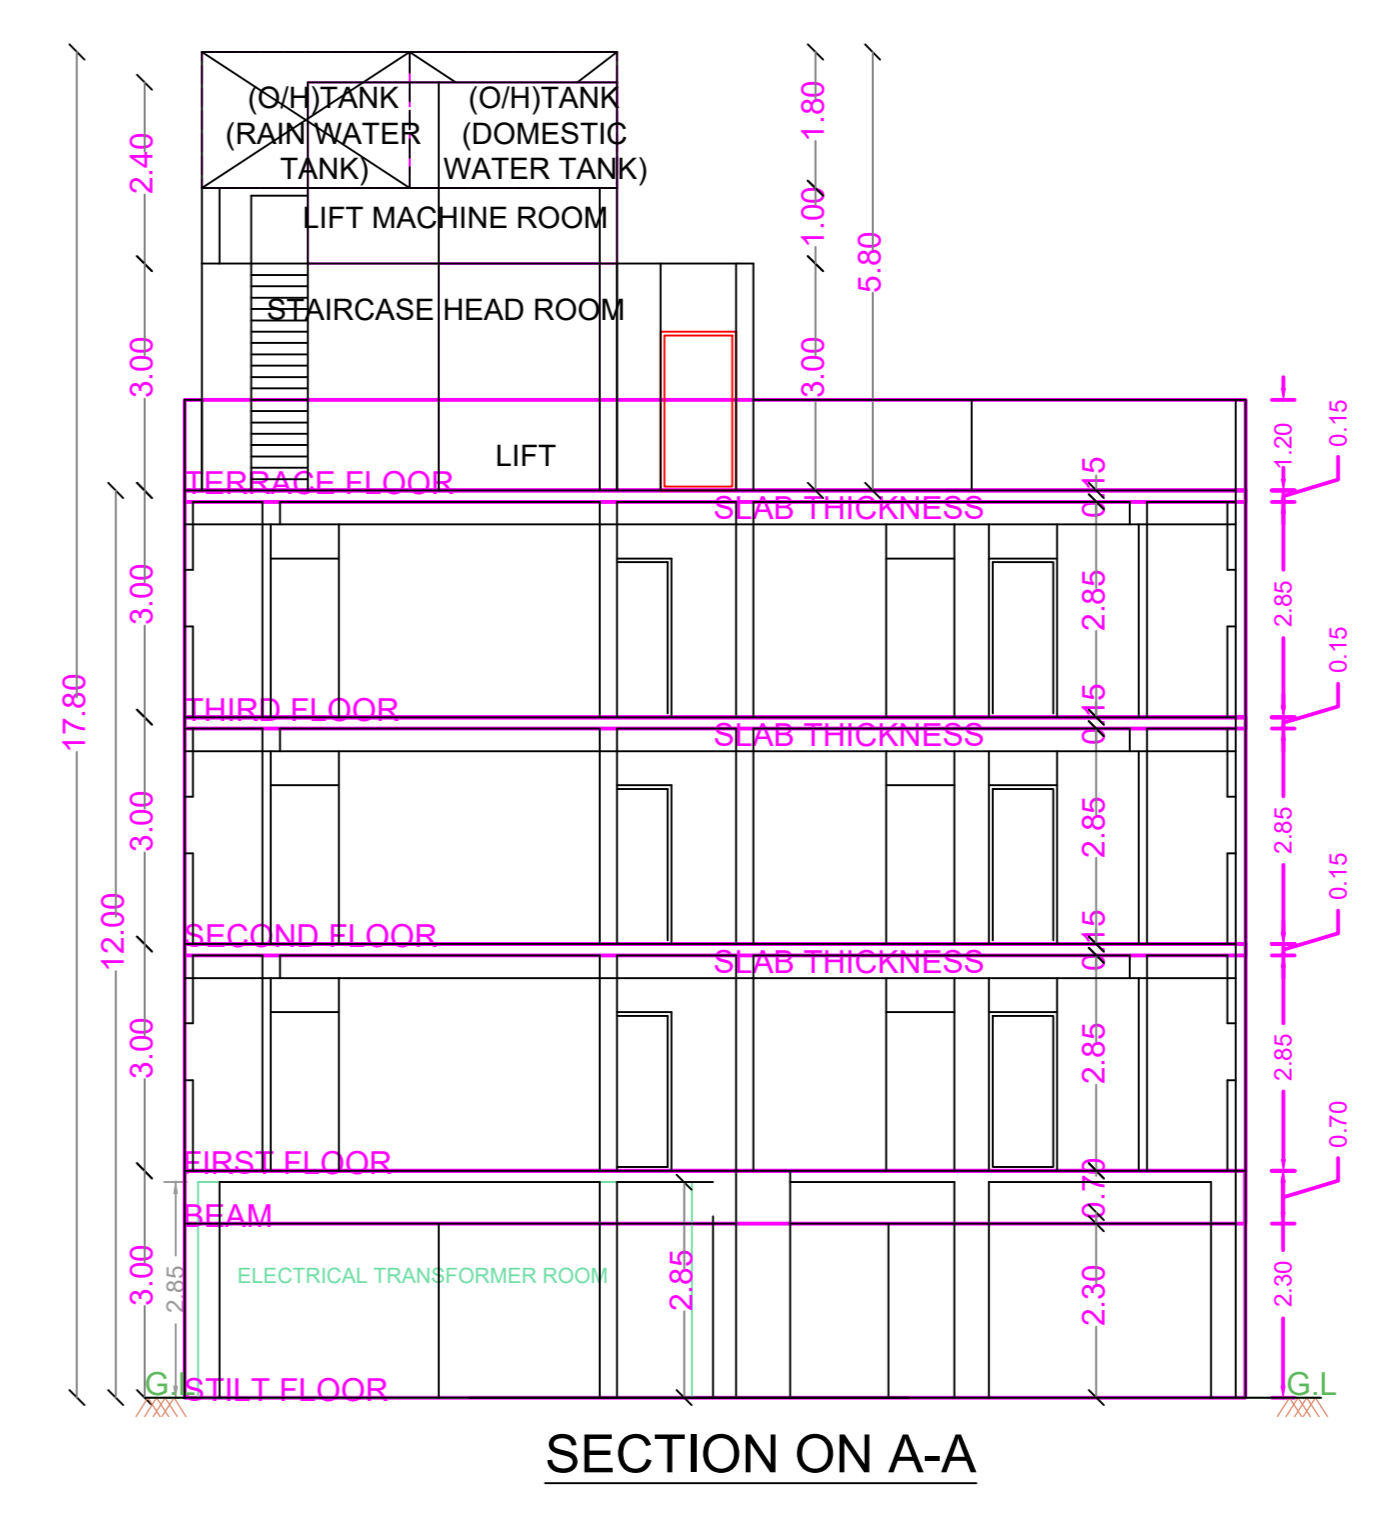 (O/H)TANK
(RAIN WATER
TANK)
(O/H)TANK
(DOMESTIC
WATER TANK)
1.80
2.40
LIFT MACHINE ROOM
1.00
5.80
STAIRCASE HEAD ROOM
3.00
3.00
LIFT
1.20
0.15
TERRACE FLOOR
0.15
SLAB THICKNESS
3.00
2.85
2.85
0.15
17.80
THIRD FLOOR
0.15
SLAB THICKNESS
3.00
2.85
2.85
0.15
12.00
SECOND FLOOR
0.15
SLAB THICKNESS
3.00
2.85
2.85
0.70
FIRST FLOOR
0.70
BEAM
3.00
2.85
ELECTRICAL TRANSFORMER ROOM
2.85
2.30
2.30
G.L
STILT FLOOR
G.L
SECTION ON A-A